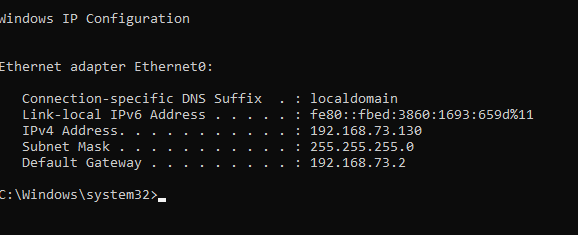 Windows IP Configuration
Ethernet adapter Ethernet0:
Connection-specific DNS Suffix  . : localdomain
Link-local IPv6 Address . . . . . : fe80::fbed:3860:1693:659d%11
IPv4 Address. . . . . . . . . . . : 192.168.73.130
Subnet Mask . . . . . . . . . . . : 255.255.255.0
Default Gateway . . . . . . . . . : 192.168.73.2
C:\Windows\system32>